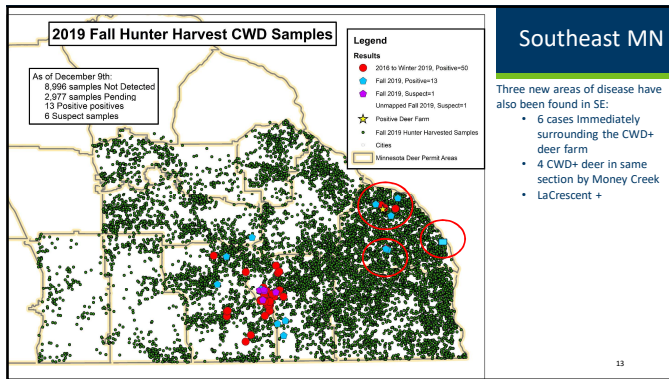 2019 Fall Hunter Harvest CWD Samples
As of December 9th:
8,996 samples Not Detected
2,977 samples Pending
13 Positive positives
6 Suspect samples
Legend
Results
2016 to Winter 2019, Positive=50
Fall 2019, Positive=13
Fall 2019, Suspect=1
Unmapped Fall 2019, Suspect=1
Positive Deer Farm
Fall 2019 Hunter Harvested Samples
Cities
Minnesota Deer Permit Areas
Southeast MN
Three new areas of disease have
also been found in SE:
• 6 cases Immediately
surrounding the CWD+
deer farm
• 4 CWD+ deer in same
section by Money Creek
• LaCrescent +
13